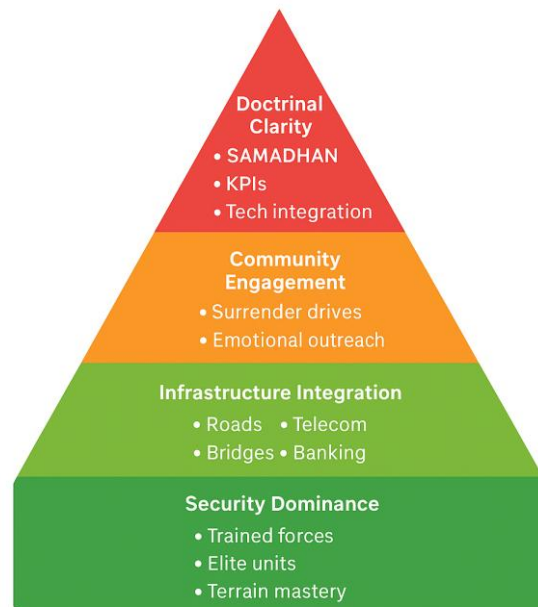 Doctrinal
Clarity
• SAMADHAN
• KPIs
• Tech integration
Community
Engagement
• Surrender drives
• Emotional outreach
Infrastructure Integration
• Roads • Telecom
• Bridges • Banking
Security Dominance
• Trained forces
• Elite units
• Terrain mastery